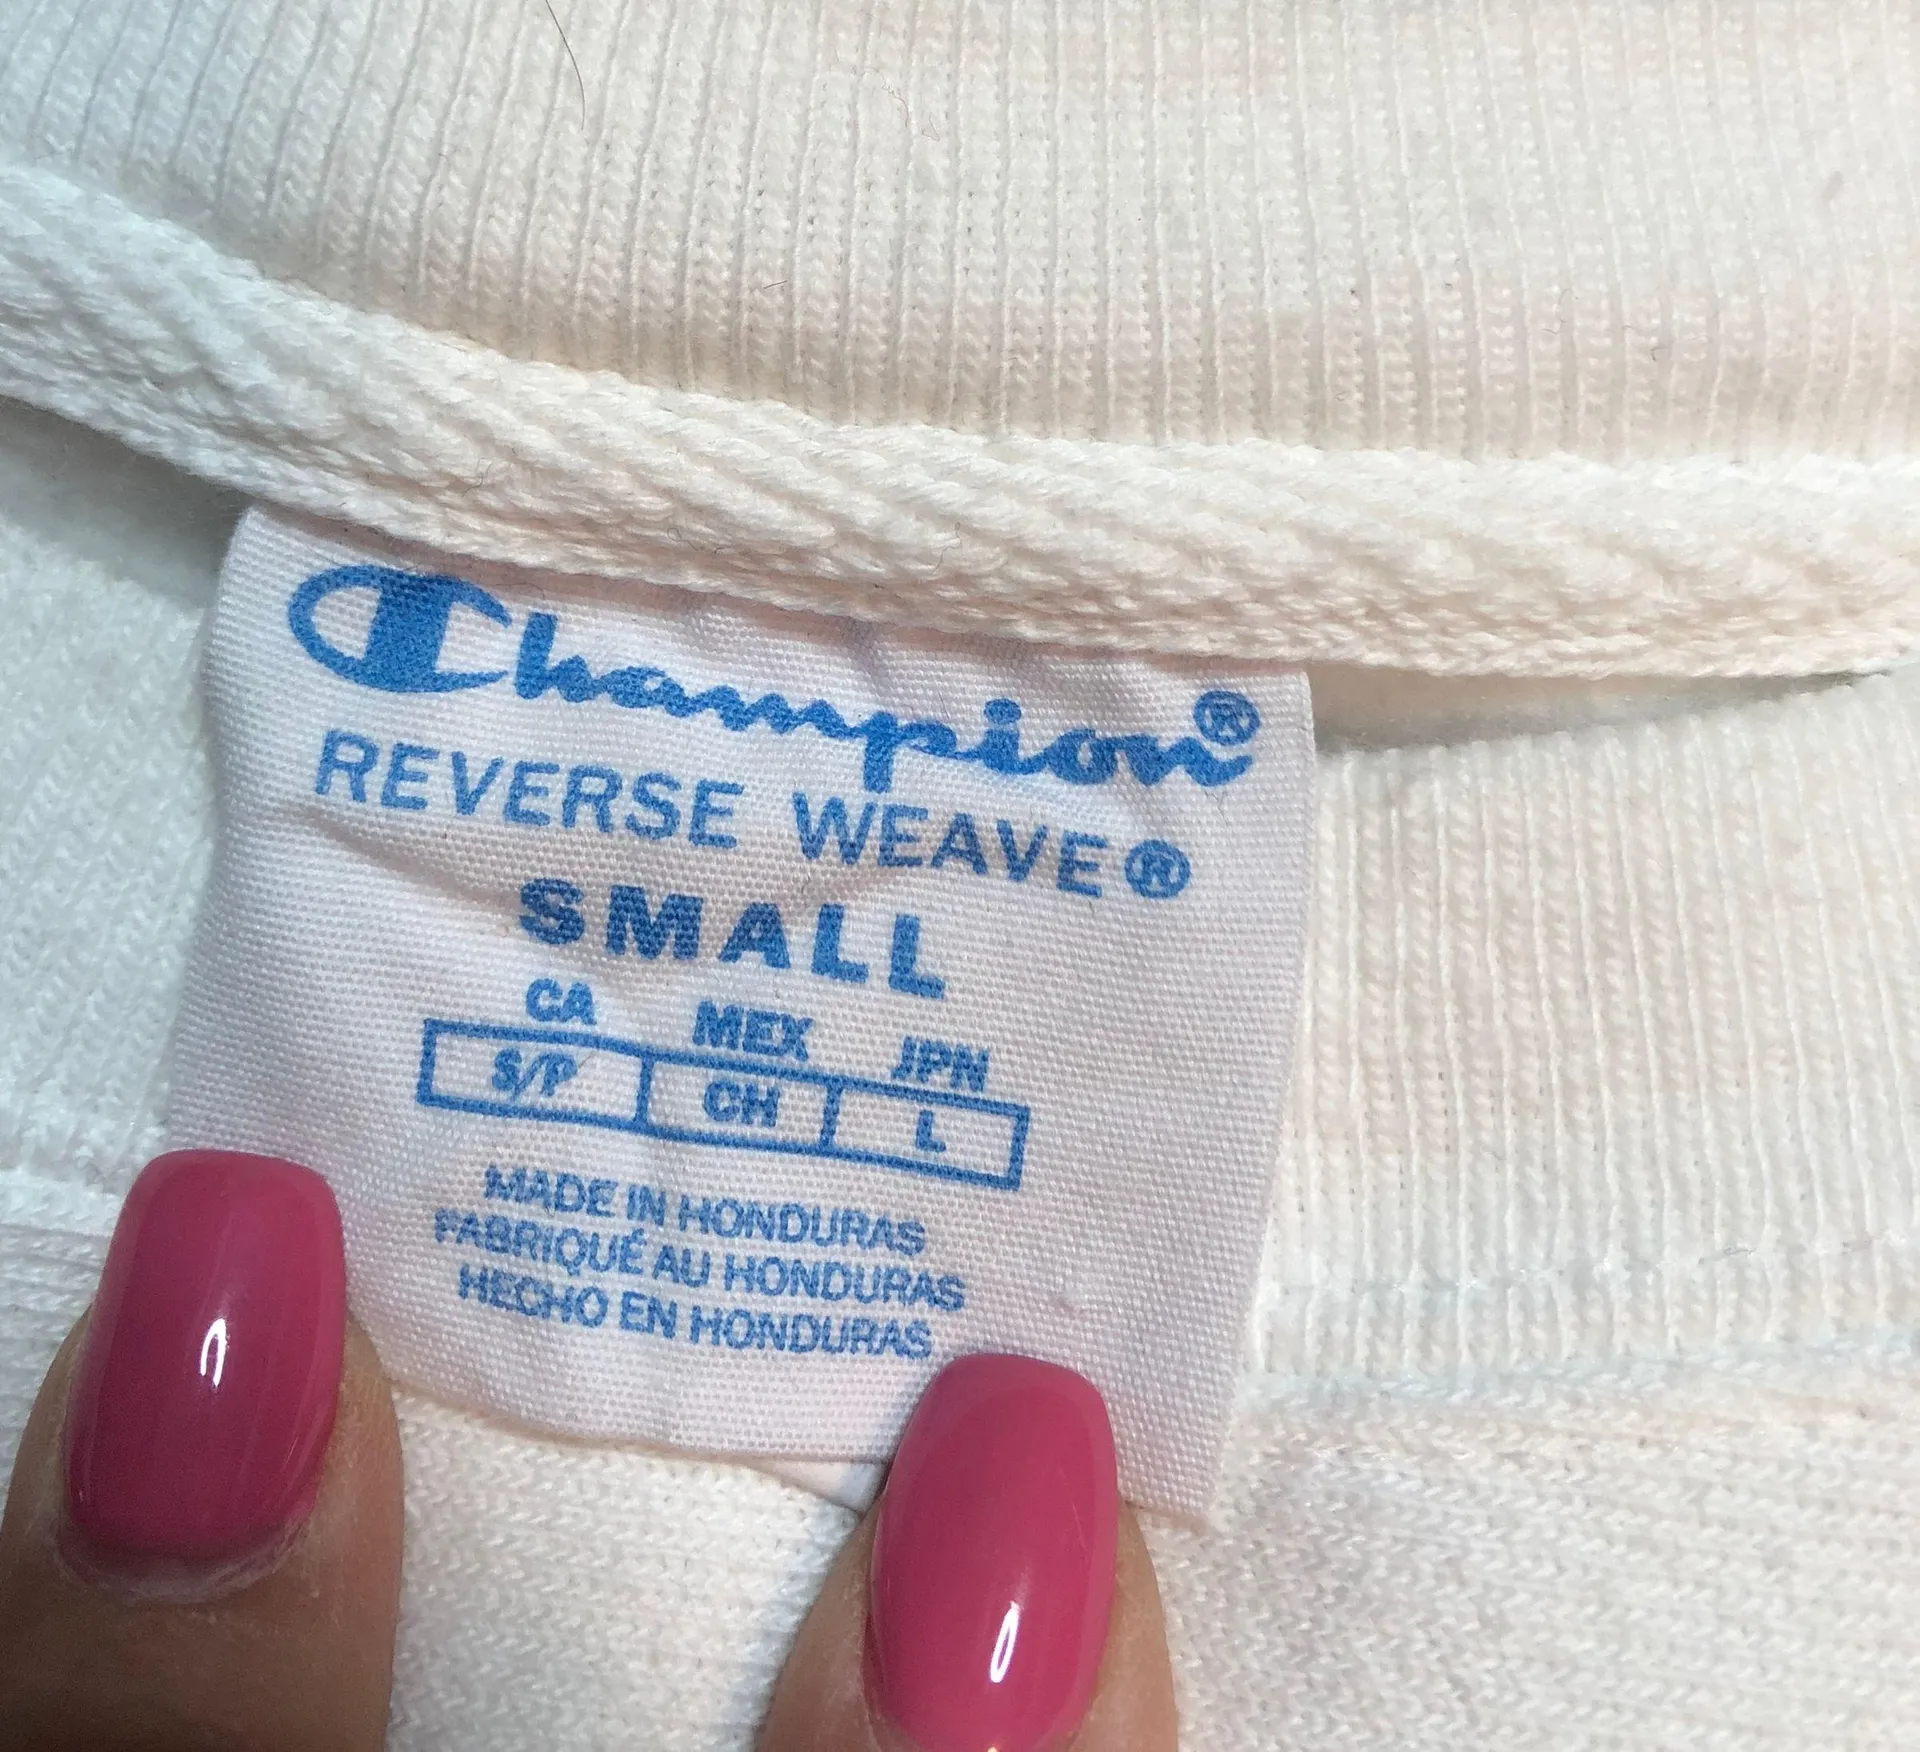 Champion®
REVERSE WEAVE®
SMALL
CA MEX JPN
S/P CH L
MADE IN HONDURAS
FABRIQUÉ AU HONDURAS
HECHO EN HONDURAS